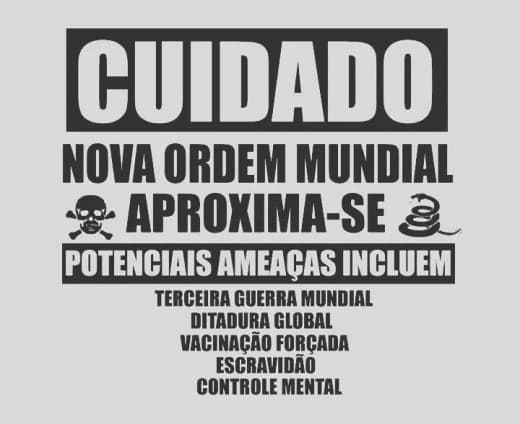 CUIDADO
NOVA ORDEM MUNDIAL
APROXIMA-SE
POTENCIAIS AMEAÇAS INCLUEM
TERCEIRA GUERRA MUNDIAL
DITADURA GLOBAL
VACINAÇÃO FORÇADA
ESCRAVIDÃO
CONTROLE MENTAL